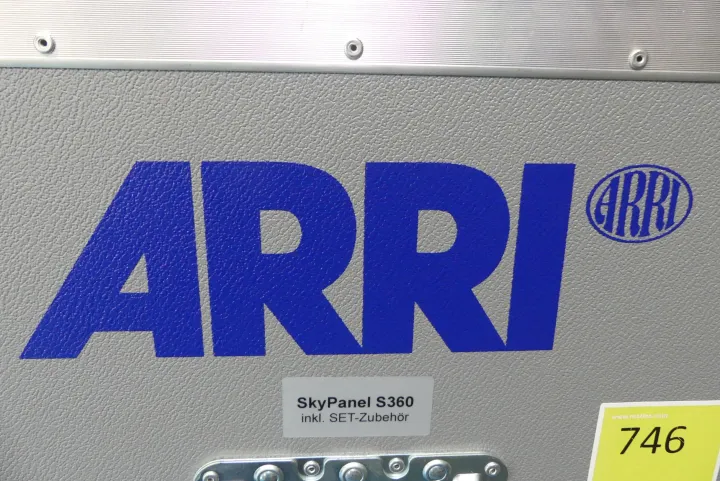 ARRI
ARRI
SkyPanel S360
inkl. SET-Zubehör
746